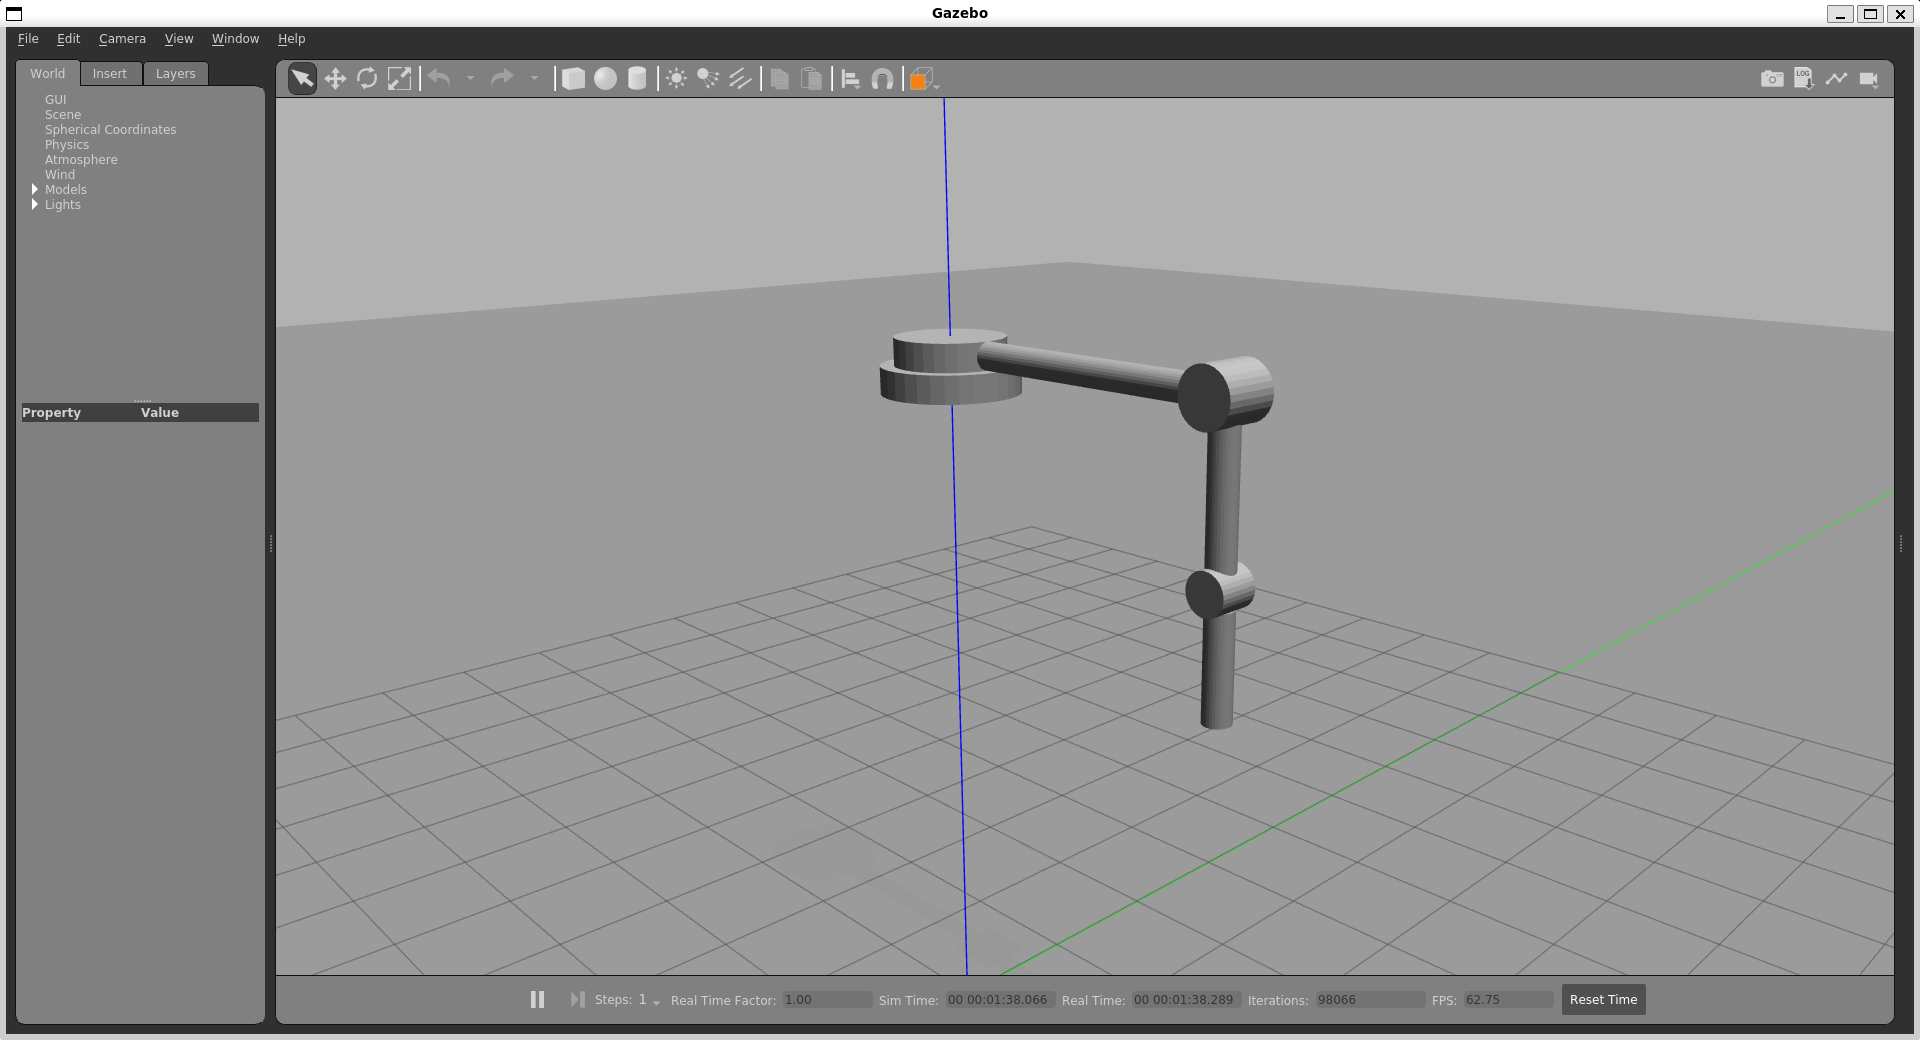 Gazebo
File Edit Camera View Window Help
World Insert Layers
LOG
GUI
Scene
Spherical Coordinates
Physics
Atmosphere
Wind
Models
Lights
Property Value
Steps: 1 Real Time Factor: 1.00 Sim Time: 00 00:01:38.066 Real Time: 00 00:01:38.289 Iterations: 98066 FPS: 62.75 Reset Time